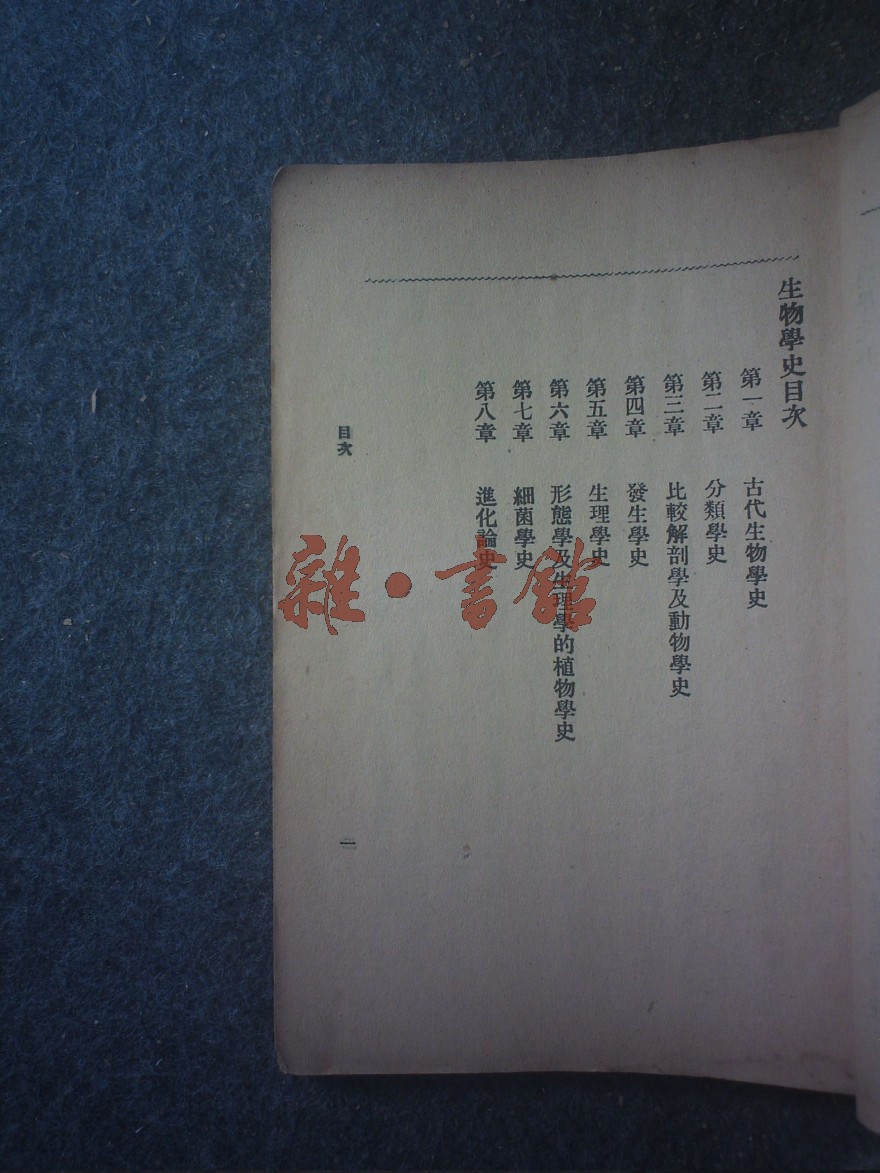 生物學史目次
第一章 古代生物學史
第二章 分類學史
第三章 比較解剖學及動物學史
第四章 發生學史
第五章 生理學史
第六章 形態學及生理學的植物學史
第七章 細菌學史
第八章 進化論史
目次
一
雜·書館